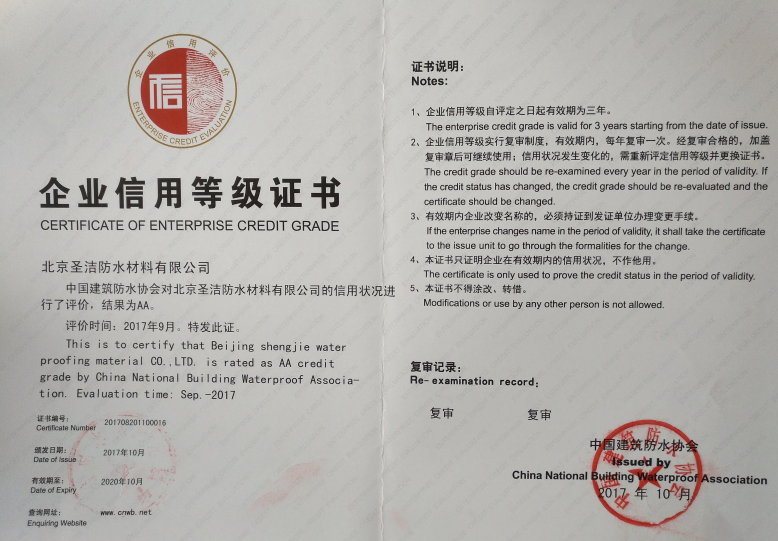 企业信用评价
信
ENTERPRISE CREDIT EVALUATION
企业信用等级证书
CERTIFICATE OF ENTERPRISE CREDIT GRADE
北京圣洁防水材料有限公司
中国建筑防水协会对北京圣洁防水材料有限公司的信用状况进
行了评价，结果为AA。
评价时间：2017年9月。特发此证。
This is to certify that Beijing shengjie water
proofing material CO.,LTD. is rated as AA credit
grade by China National Building Waterproof Associa-
tion. Evaluation time: Sep.-2017
证书编号：
Certificate Number
201708201100016
颁发日期：
Date of Issue
2017年10月
有效期至：
Date of Expiry
2020年10月
查询网址：
Enquiring Website
www.cnwb.net
证书说明：
Notes:
1、企业信用等级自评定之日起有效期为三年。
The enterprise credit grade is valid for 3 years starting from the date of issue.
2、企业信用等级实行复审制度，有效期内，每年复审一次。经复审合格的，加盖
复审章后可继续使用；信用状况发生变化的，需重新评定信用等级并更换证书。
The credit grade should be re-examined every year in the period of validity. If
the credit status has changed, the credit grade should be re-evaluated and the
certificate should be changed.
3、有效期内企业改变名称的，必须持证到发证单位办理变更手续。
If the enterprise changes name in the period of validity, it shall take the certificate
to the issue unit to go through the formalities for the change.
4、本证书只证明企业在有效期内的信用状况，不作他用。
The certificate is only used to prove the credit status in the period of validity.
5、本证书不得涂改、转借。
Modifications or use by any other person is not allowed.
复审记录：
Re-examination record:
复审 复审
中国建筑防水协会
Issued by
China National Building Waterproof Association
2017 年 10 月
中国建筑防水协会